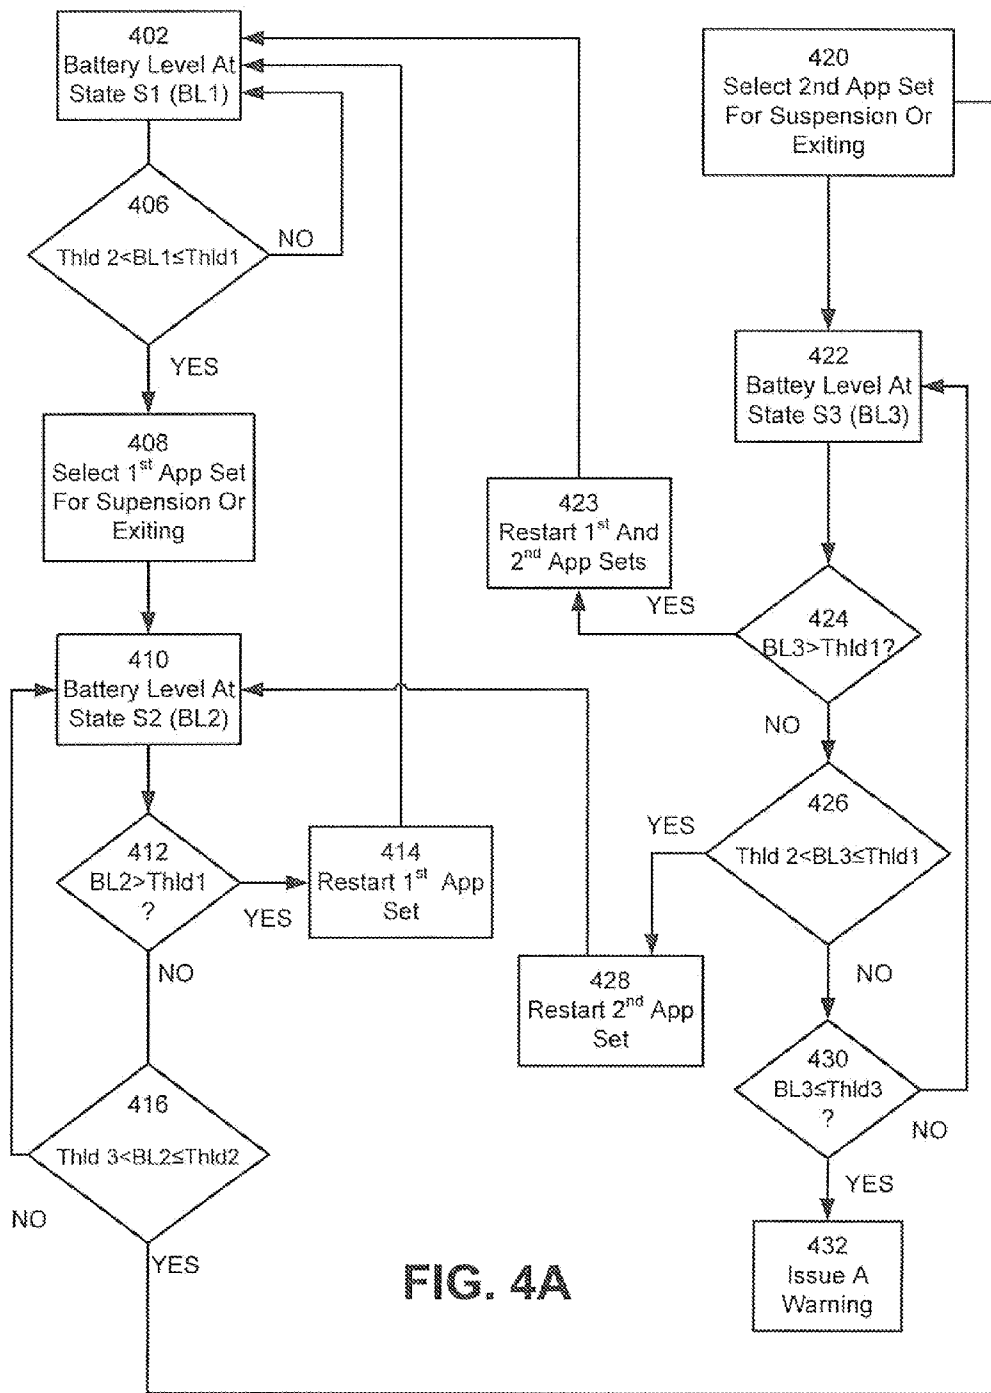 402
Battery Level At
State S1 (BL1)
406
Thld 2<BL1≤Thld1
NO
YES
408
Select 1st App Set
For Supension Or
Exiting
410
Battery Level At
State S2 (BL2)
412
BL2>Thld1
?
YES
NO
414
Restart 1st App
Set
416
Thld 3<BL2≤Thld2
NO
YES
420
Select 2nd App Set
For Suspension Or
Exiting
422
Battey Level At
State S3 (BL3)
423
Restart 1st And
2nd App Sets
YES
424
BL3>Thld1?
NO
426
Thld 2<BL3≤Thld1
YES
NO
428
Restart 2nd App
Set
430
BL3≤Thld3
?
NO
YES
432
Issue A
Warning
FIG. 4A